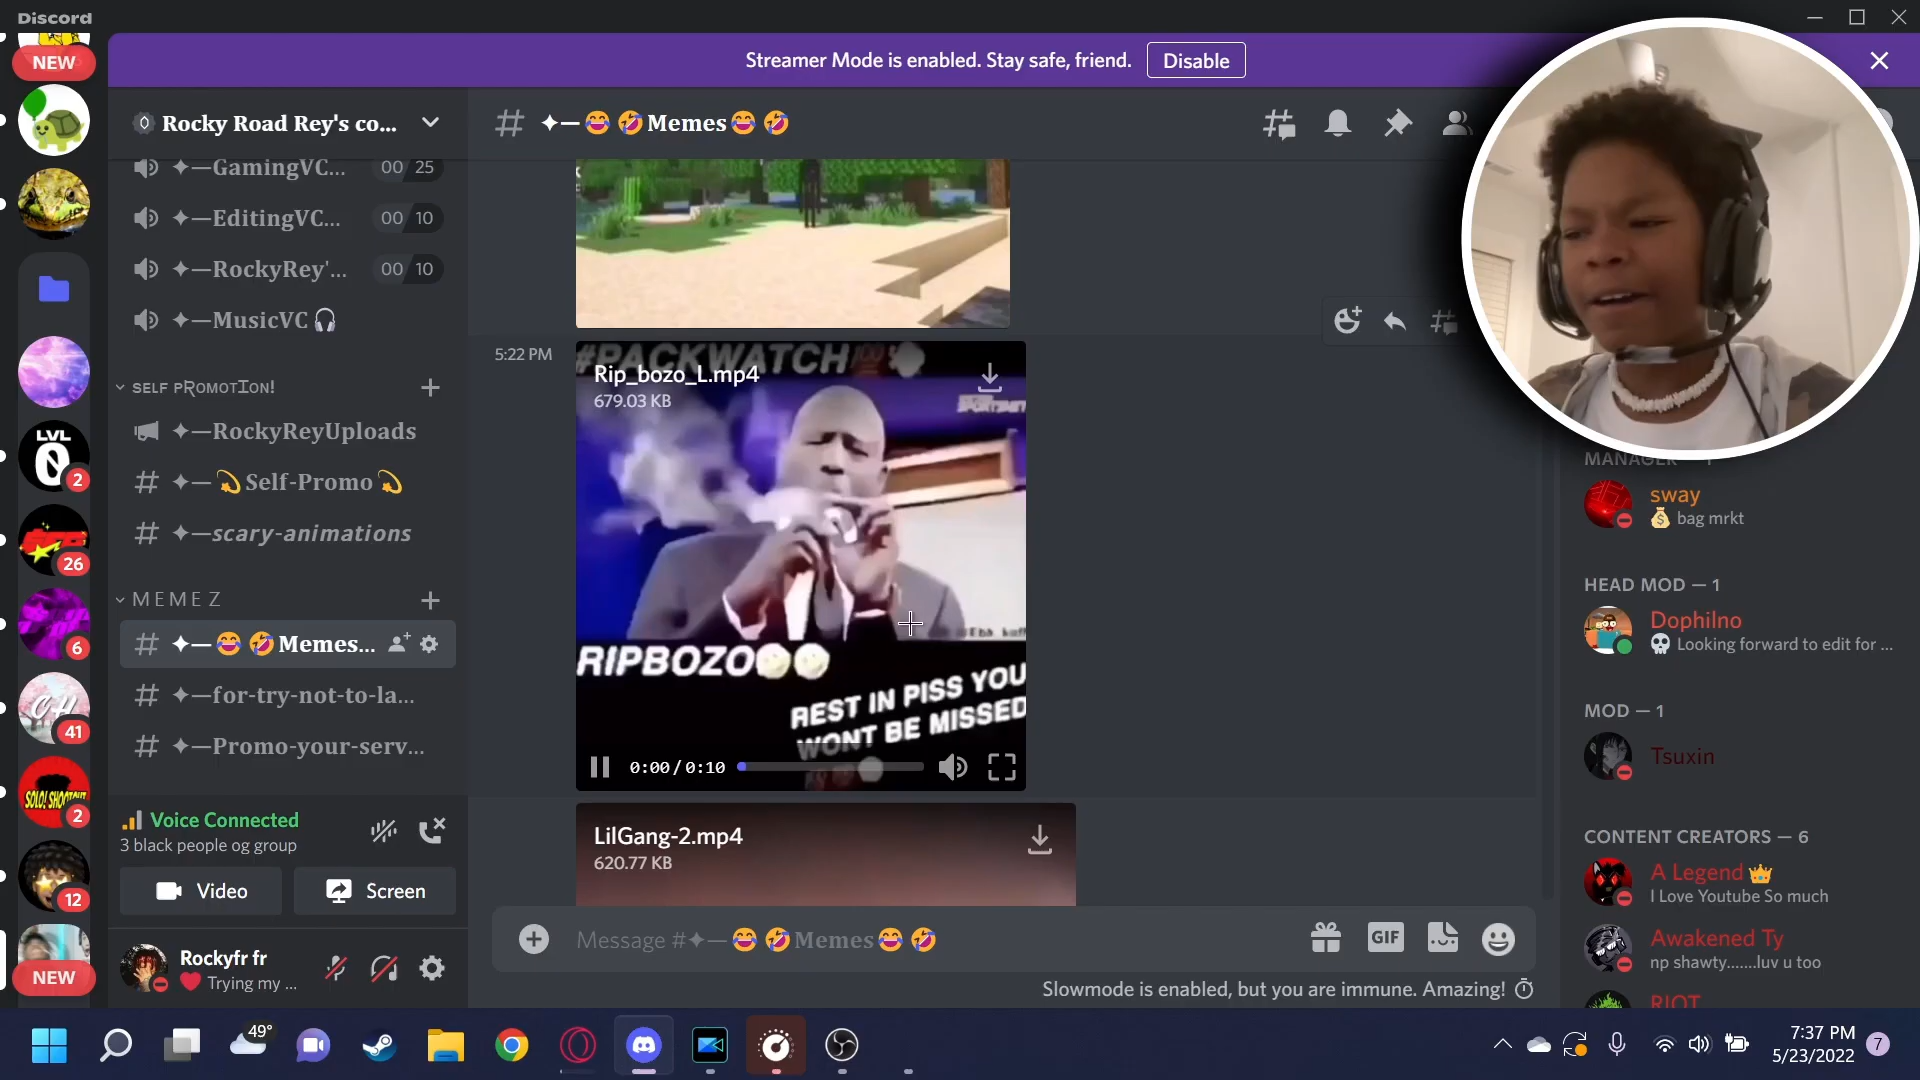 Discord
NEW
Streamer Mode is enabled. Stay safe, friend.
Disable
Rocky Road Rey's co...
✦—😂🤣Memes😂🤣
✦—GamingVC...
00 25
✦—EditingVC...
00 10
✦—RockyRey'...
00 10
✦—MusicVC🎧
SELF PROMOTION!
✦—RockyReyUploads
✦—💫Self-Promo💫
✦—scary-animations
MEMEZ
✦—😂🤣Memes...
✦—for-try-not-to-la...
✦—Promo-your-serv...
LVL
0
2
26
6
41
SOLO! SHOOTOUT
2
12
NEW
5:22 PM
#PACKWATCH💯
Rip_bozo_L.mp4
679.03 KB
RIPBOZO
REST IN PISS YOU
WONT BE MISSED
0:00/0:10
LilGang-2.mp4
620.77 KB
Message #✦—😂🤣Memes😂🤣
GIF
Slowmode is enabled, but you are immune. Amazing!
Voice Connected
3 black people og group
Video
Screen
Rockyfr fr
❤️ Trying my ...
MANAGER — 1
sway
💰 bag mrkt
HEAD MOD — 1
Dophilno
💀 Looking forward to edit for ...
MOD — 1
Tsuxin
CONTENT CREATORS — 6
A Legend👑
I Love Youtube So much
Awakened Ty
np shawty.......luv u too
RIOT
49°
7:37 PM
5/23/2022
7